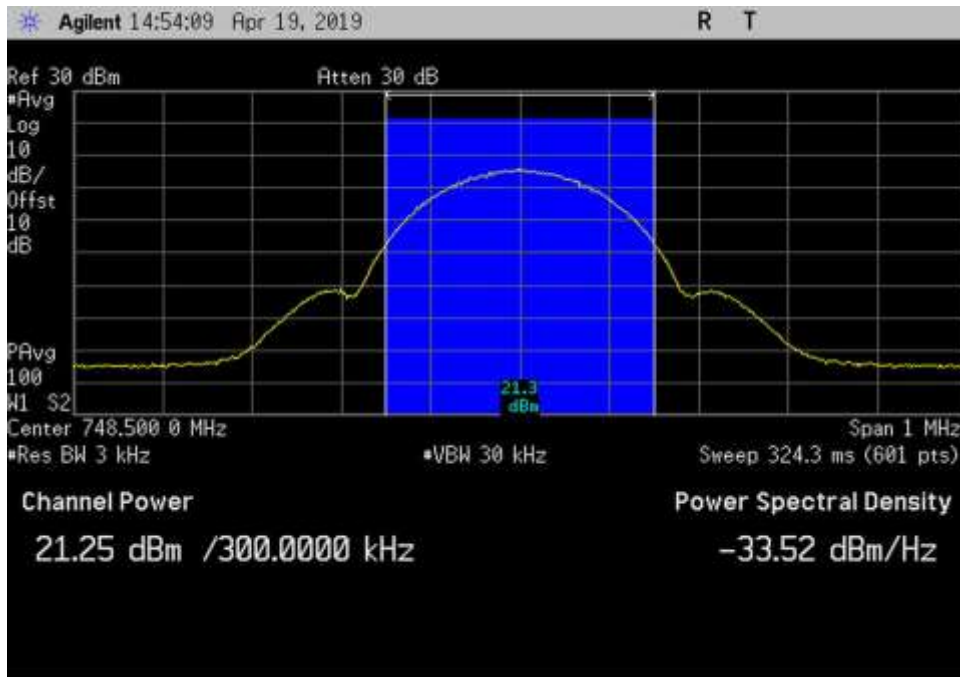 Agilent 14:54:09 Apr 19, 2019 R T
Ref 30 dBm Atten 30 dB
#Avg
Log
10
dB/
Offst
10
dB
21.3
dBm
PAvg
100
W1 S2
Center 748.500 0 MHz Span 1 MHz
#Res BW 3 kHz #VBW 30 kHz Sweep 324.3 ms (601 pts)
Channel Power Power Spectral Density
21.25 dBm /300.0000 kHz -33.52 dBm/Hz